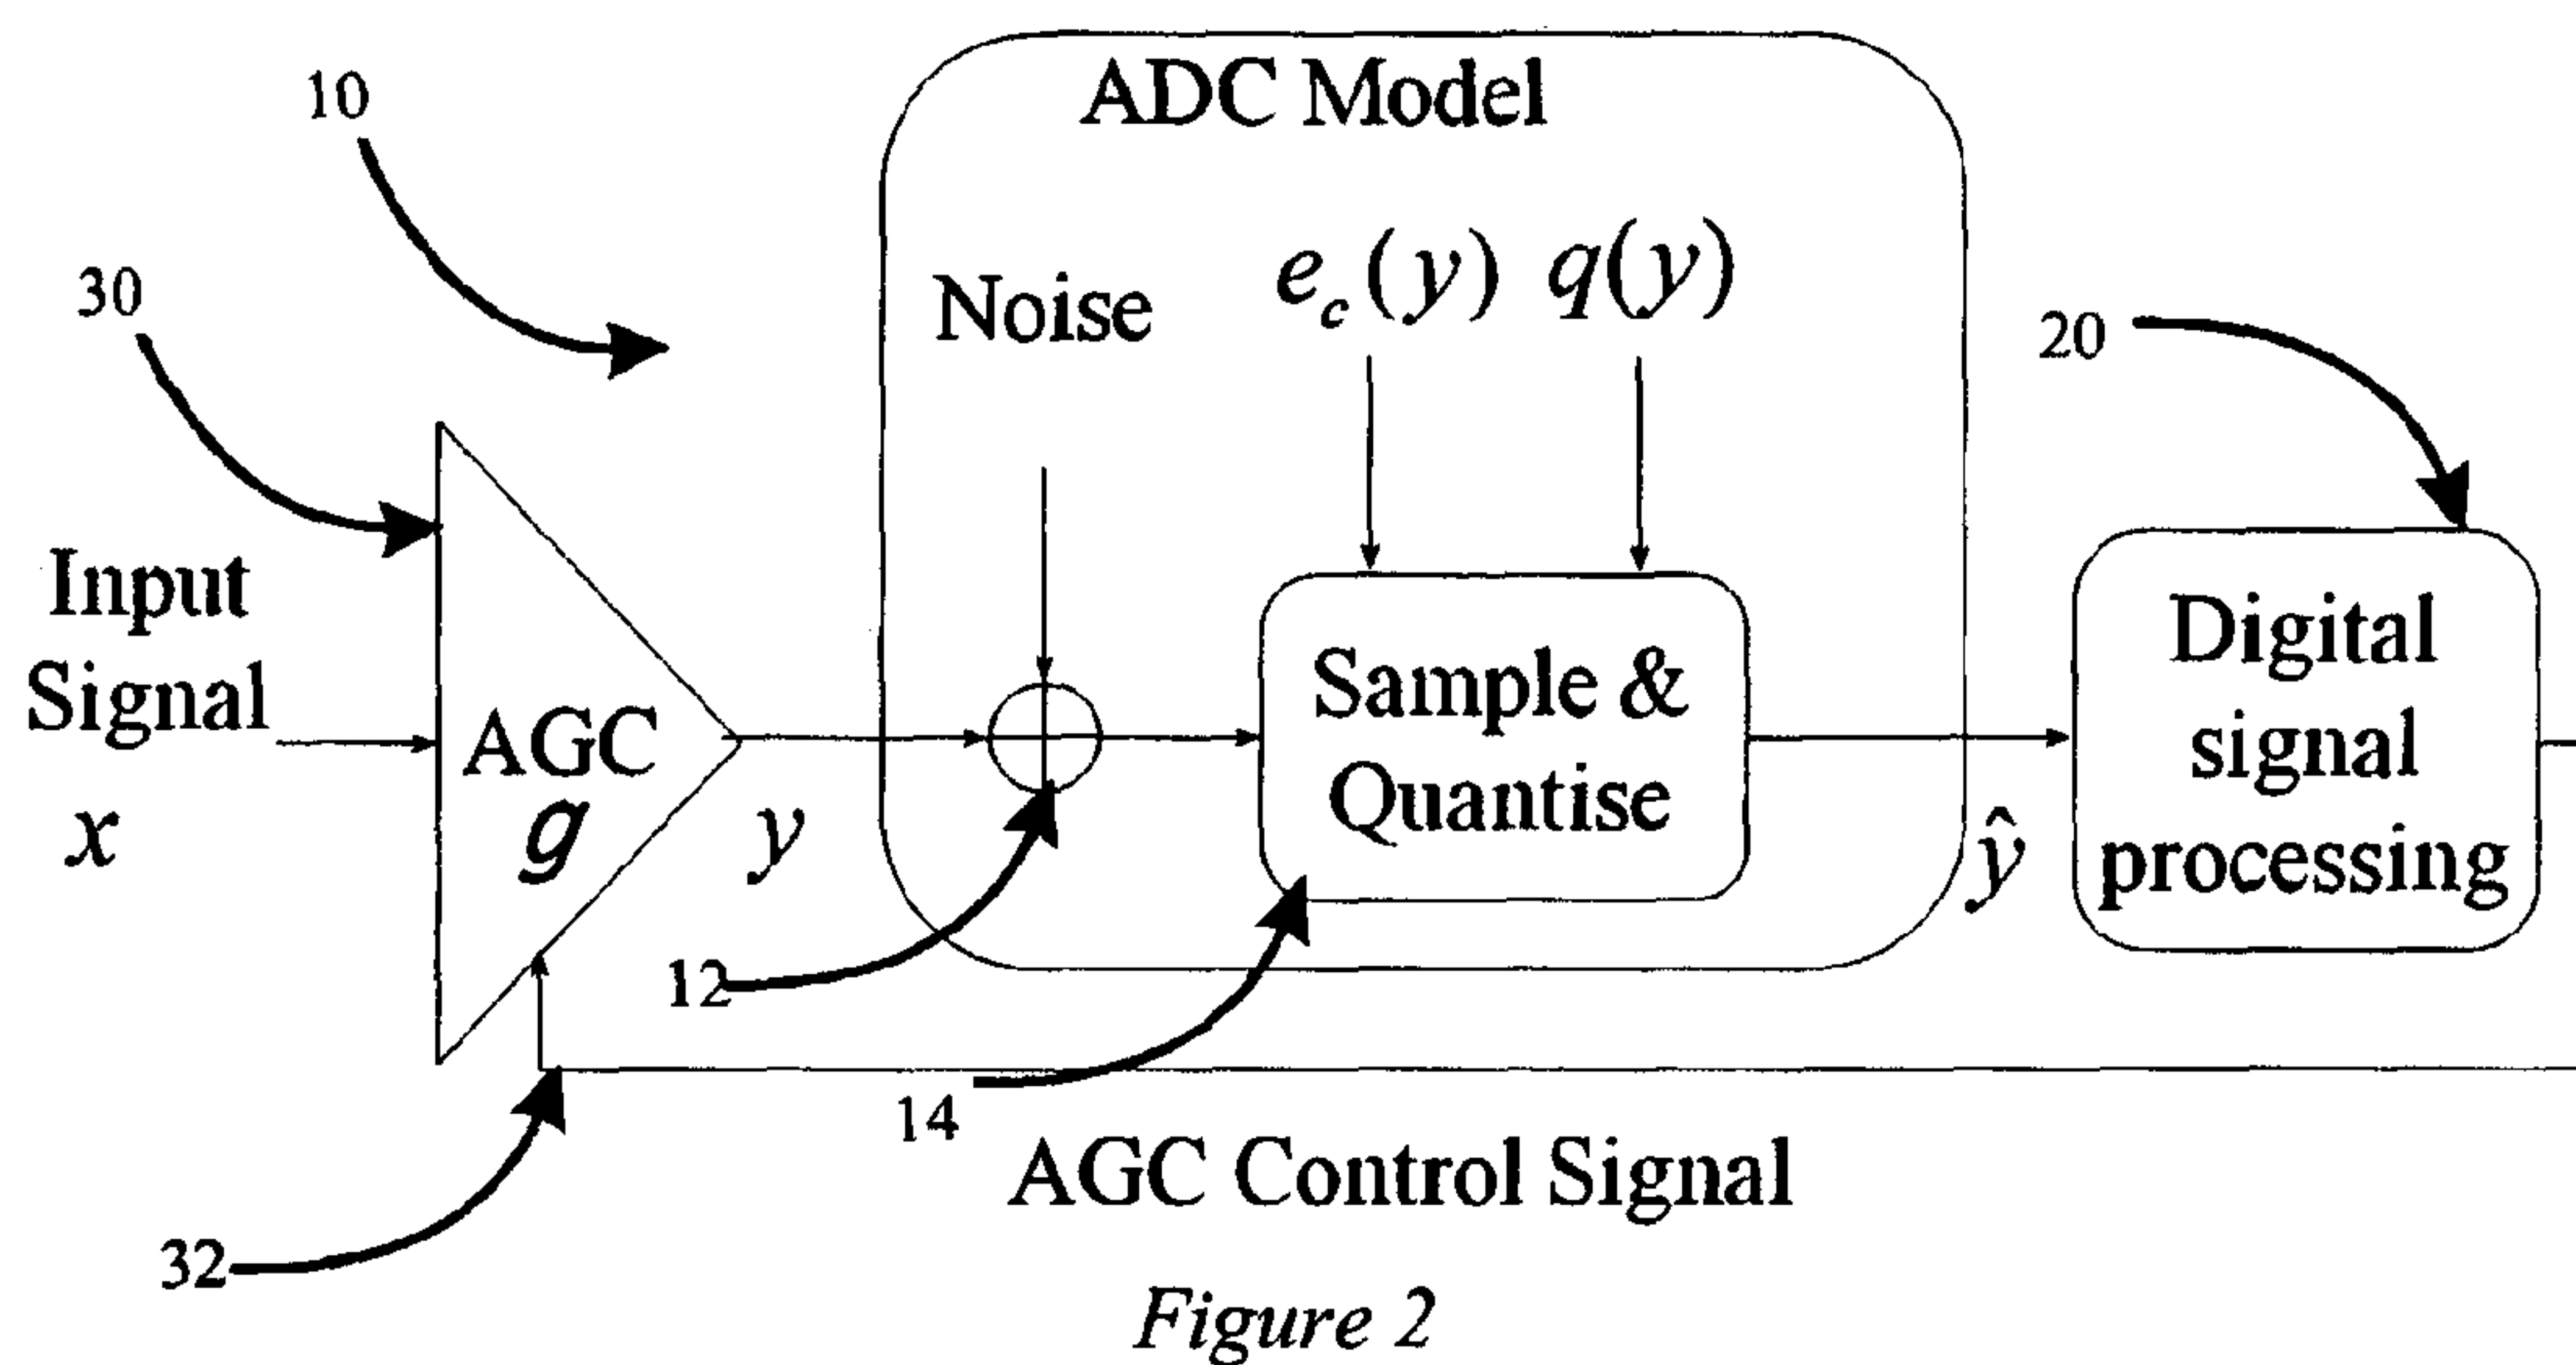 ADC Model
10
30
Noise
e_c(y) q(y)
20
Input
Signal
x
AGC
g
y
Sample &
Quantise
ŷ
Digital
signal
processing
12
14
AGC Control Signal
32
Figure 2